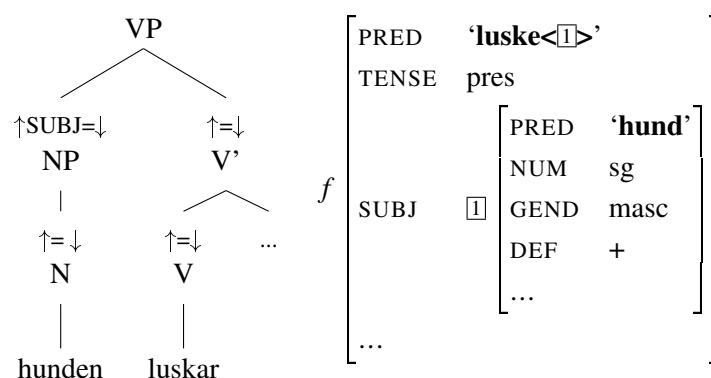 VP
↑SUBJ=↓ ↑=↓
NP V’
↑=↓ ↑=↓ ...
N V
hunden luskar
f
PRED ‘luske<1>’
TENSE pres
SUBJ 1
PRED ‘hund’
NUM sg
GEND masc
DEF +
...
...